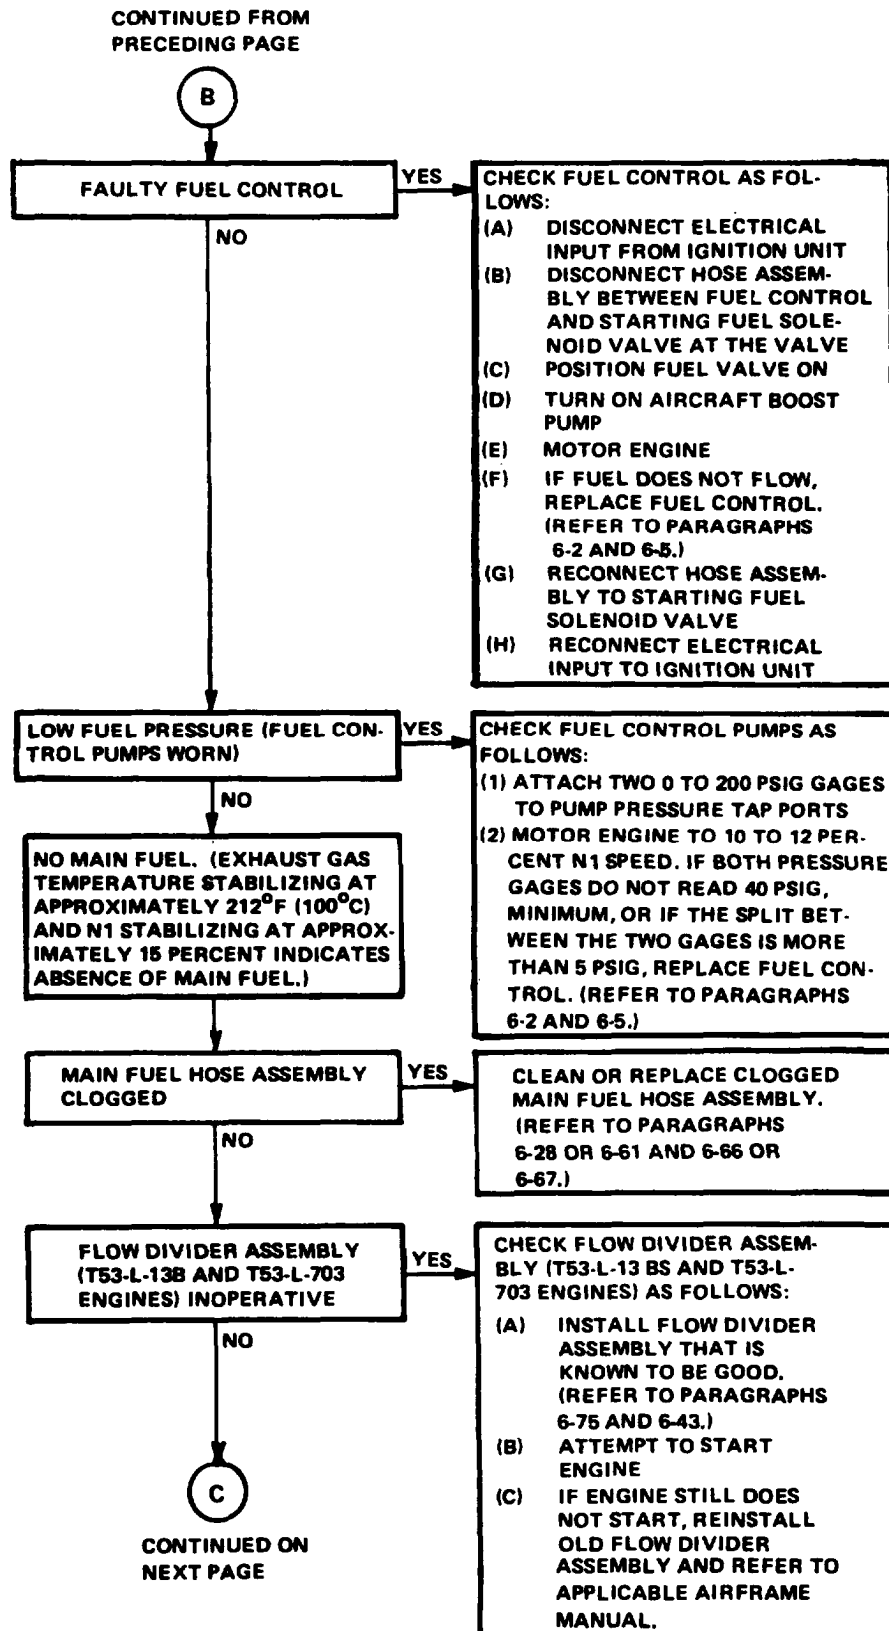 CONTINUED FROM
PRECEDING PAGE
B
FAULTY FUEL CONTROL
YES
NO
CHECK FUEL CONTROL AS FOL-
LOWS:
(A) DISCONNECT ELECTRICAL
INPUT FROM IGNITION UNIT
(B) DISCONNECT HOSE ASSEM-
BLY BETWEEN FUEL CONTROL
AND STARTING FUEL SOLE-
NOID VALVE AT THE VALVE
(C) POSITION FUEL VALVE ON
(D) TURN ON AIRCRAFT BOOST
PUMP
(E) MOTOR ENGINE
(F) IF FUEL DOES NOT FLOW,
REPLACE FUEL CONTROL.
(REFER TO PARAGRAPHS
6-2 AND 6-5.)
(G) RECONNECT HOSE ASSEM-
BLY TO STARTING FUEL
SOLENOID VALVE
(H) RECONNECT ELECTRICAL
INPUT TO IGNITION UNIT
LOW FUEL PRESSURE (FUEL CON-
TROL PUMPS WORN)
YES
NO
CHECK FUEL CONTROL PUMPS AS
FOLLOWS:
(1) ATTACH TWO 0 TO 200 PSIG GAGES
TO PUMP PRESSURE TAP PORTS
(2) MOTOR ENGINE TO 10 TO 12 PER-
CENT N1 SPEED. IF BOTH PRESSURE
GAGES DO NOT READ 40 PSIG,
MINIMUM, OR IF THE SPLIT BET-
WEEN THE TWO GAGES IS MORE
THAN 5 PSIG, REPLACE FUEL CON-
TROL. (REFER TO PARAGRAPHS
6-2 AND 6-5.)
NO MAIN FUEL. (EXHAUST GAS
TEMPERATURE STABILIZING AT
APPROXIMATELY 212°F (100°C)
AND N1 STABILIZING AT APPROX-
IMATELY 15 PERCENT INDICATES
ABSENCE OF MAIN FUEL.)
MAIN FUEL HOSE ASSEMBLY
CLOGGED
YES
NO
CLEAN OR REPLACE CLOGGED
MAIN FUEL HOSE ASSEMBLY.
(REFER TO PARAGRAPHS
6-28 OR 6-61 AND 6-66 OR
6-67.)
FLOW DIVIDER ASSEMBLY
(T53-L-13B AND T53-L-703
ENGINES) INOPERATIVE
YES
NO
CHECK FLOW DIVIDER ASSEM-
BLY (T53-L-13 BS AND T53-L-
703 ENGINES) AS FOLLOWS:
(A) INSTALL FLOW DIVIDER
ASSEMBLY THAT IS
KNOWN TO BE GOOD.
(REFER TO PARAGRAPHS
6-75 AND 6-43.)
(B) ATTEMPT TO START
ENGINE
(C) IF ENGINE STILL DOES
NOT START, REINSTALL
OLD FLOW DIVIDER
ASSEMBLY AND REFER TO
APPLICABLE AIRFRAME
MANUAL.
C
CONTINUED ON
NEXT PAGE